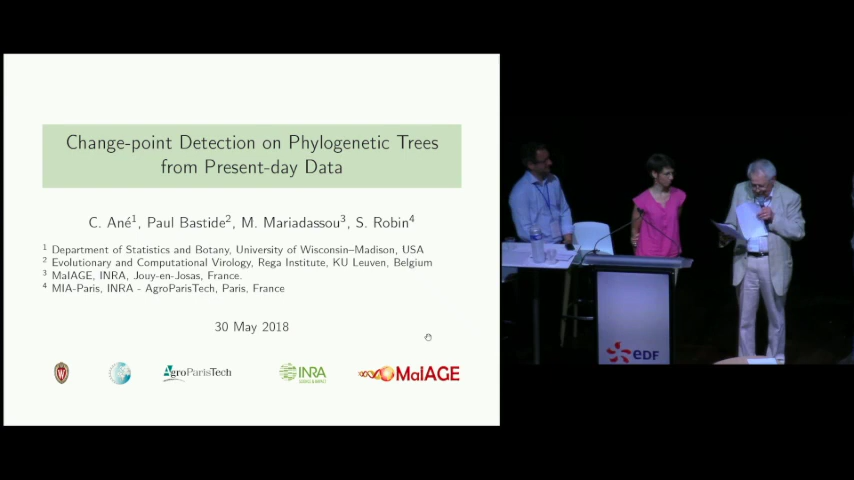 Change-point Detection on Phylogenetic Trees
from Present-day Data
C. Ané¹, Paul Bastide², M. Mariadassou³, S. Robin⁴
¹ Department of Statistics and Botany, University of Wisconsin–Madison, USA
² Evolutionary and Computational Virology, Rega Institute, KU Leuven, Belgium
³ MaIAGE, INRA, Jouy-en-Josas, France.
⁴ MIA-Paris, INRA - AgroParisTech, Paris, France
30 May 2018
AgroParisTech
INRA
SCIENCE & IMPACT
MaIAGE
eDF